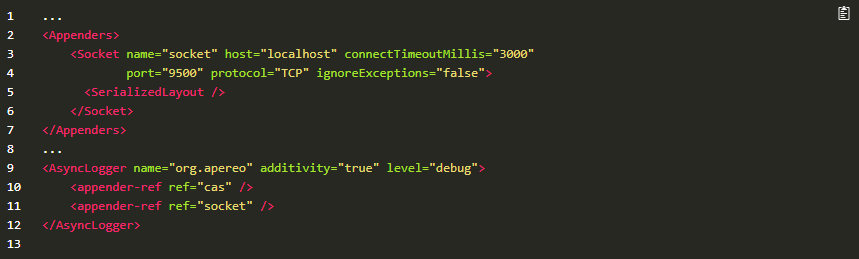 1 ...
2 <Appenders>
3 <Socket name="socket" host="localhost" connectTimeoutMillis="3000"
4 port="9500" protocol="TCP" ignoreExceptions="false">
5 <SerializedLayout />
6 </Socket>
7 </Appenders>
8 ...
9 <AsyncLogger name="org.apereo" additivity="true" level="debug">
10 <appender-ref ref="cas" />
11 <appender-ref ref="socket" />
12 </AsyncLogger>
13